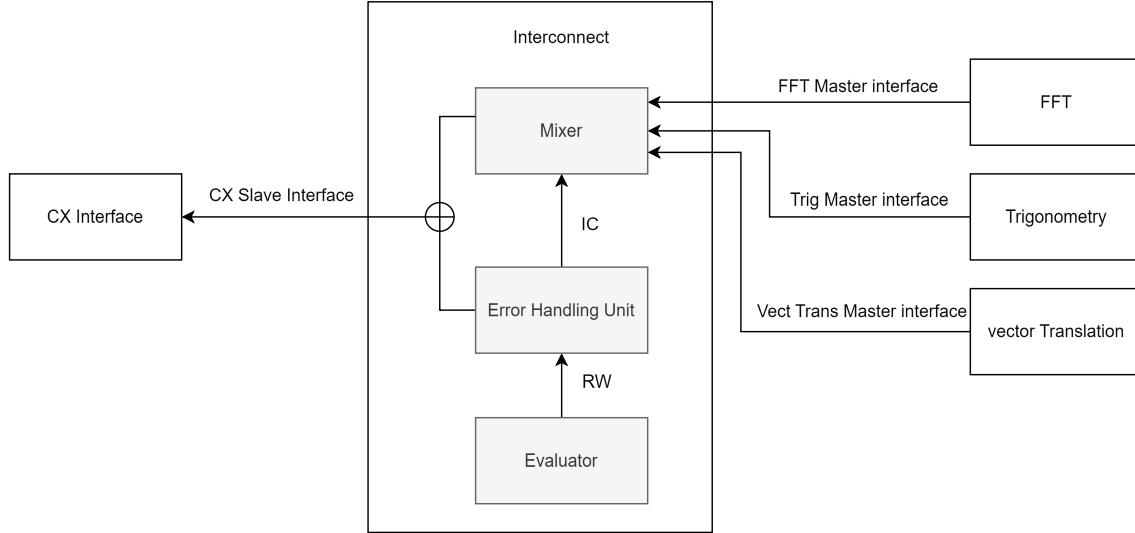 Interconnect
FFT Master interface
FFT
Mixer
CX Slave Interface
CX Interface
Trig Master interface
Trigonometry
IC
Error Handling Unit
Vect Trans Master interface
vector Translation
RW
Evaluator